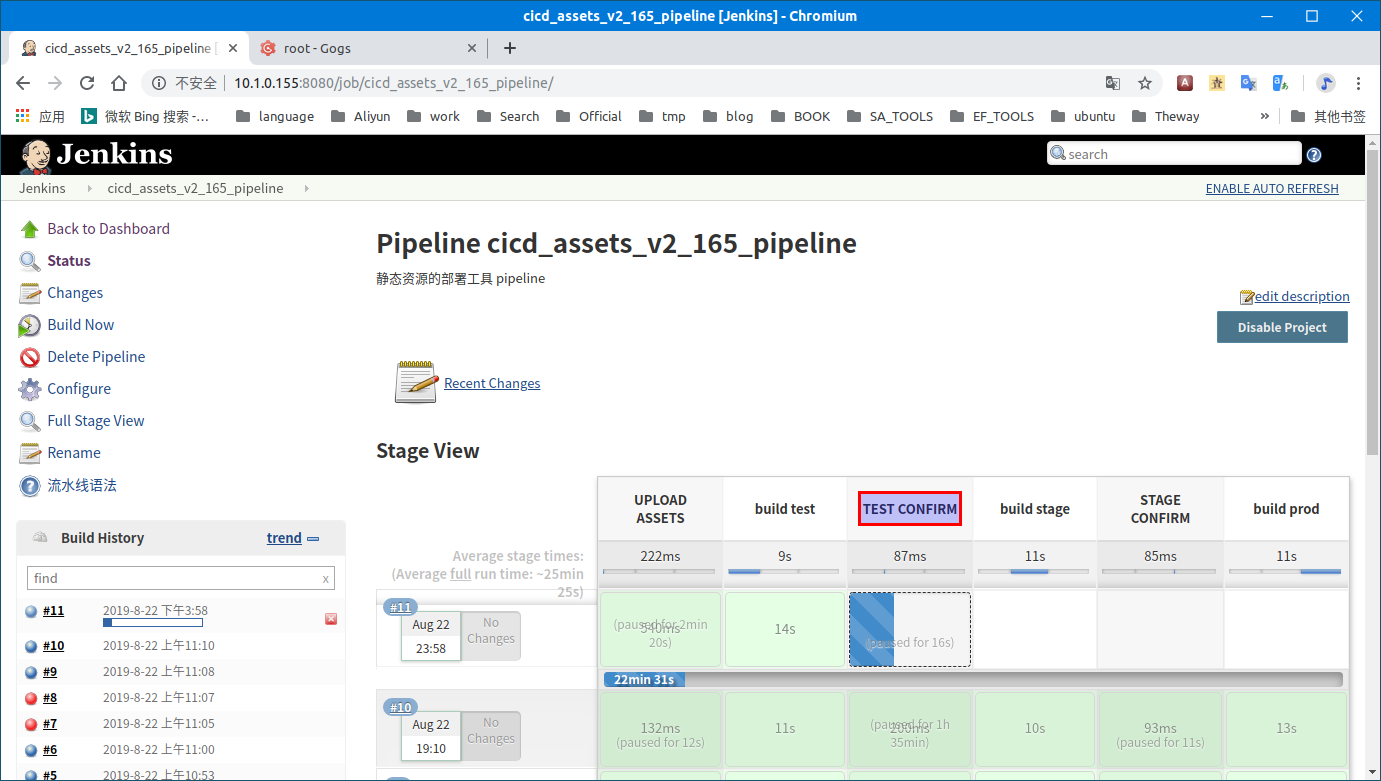 cicd_assets_v2_165_pipeline [Jenkins] - Chromium
cicd_assets_v2_165_pipeline [
root - Gogs
不安全
10.1.0.155:8080/job/cicd_assets_v2_165_pipeline/
应用
微软 Bing 搜索 -...
language
Aliyun
work
Search
Official
tmp
blog
BOOK
SA_TOOLS
EF_TOOLS
ubuntu
Theway
»
其他书签
Jenkins
search
Jenkins
cicd_assets_v2_165_pipeline
ENABLE AUTO REFRESH
Back to Dashboard
Status
Changes
Build Now
Delete Pipeline
Configure
Full Stage View
Rename
流水线语法
Pipeline cicd_assets_v2_165_pipeline
静态资源的部署工具 pipeline
edit description
Disable Project
Recent Changes
Stage View
Build History
trend
find
x
#11
2019-8-22 下午3:58
#10
2019-8-22 上午11:10
#9
2019-8-22 上午11:08
#8
2019-8-22 上午11:07
#7
2019-8-22 上午11:05
#6
2019-8-22 上午11:00
#5
2019-8-22 上午10:53
UPLOAD
ASSETS
build test
TEST CONFIRM
build stage
STAGE
CONFIRM
build prod
Average stage times:
(Average full run time: ~25min
25s)
222ms
9s
87ms
11s
85ms
11s
#11
Aug 22
23:58
No
Changes
540ms
(paused for 2min
20s)
14s
(paused for 16s)
22min 31s
#10
Aug 22
19:10
No
Changes
132ms
(paused for 12s)
11s
200ms
(paused for 1h
35min)
10s
93ms
(paused for 11s)
13s